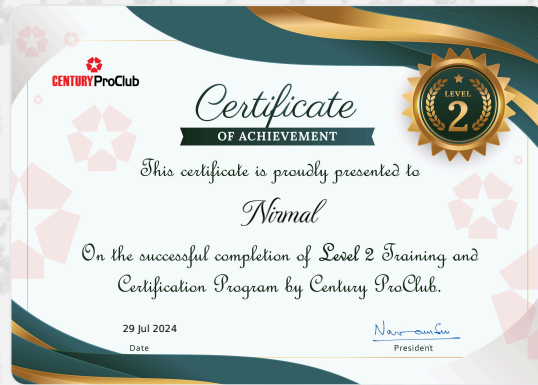 CENTURY ProClub
Certificate
OF ACHIEVEMENT
LEVEL
2
This certificate is proudly presented to
Nirmal
On the successful completion of Level 2 Training and
Certification Program by Century ProClub.
29 Jul 2024
Date
President